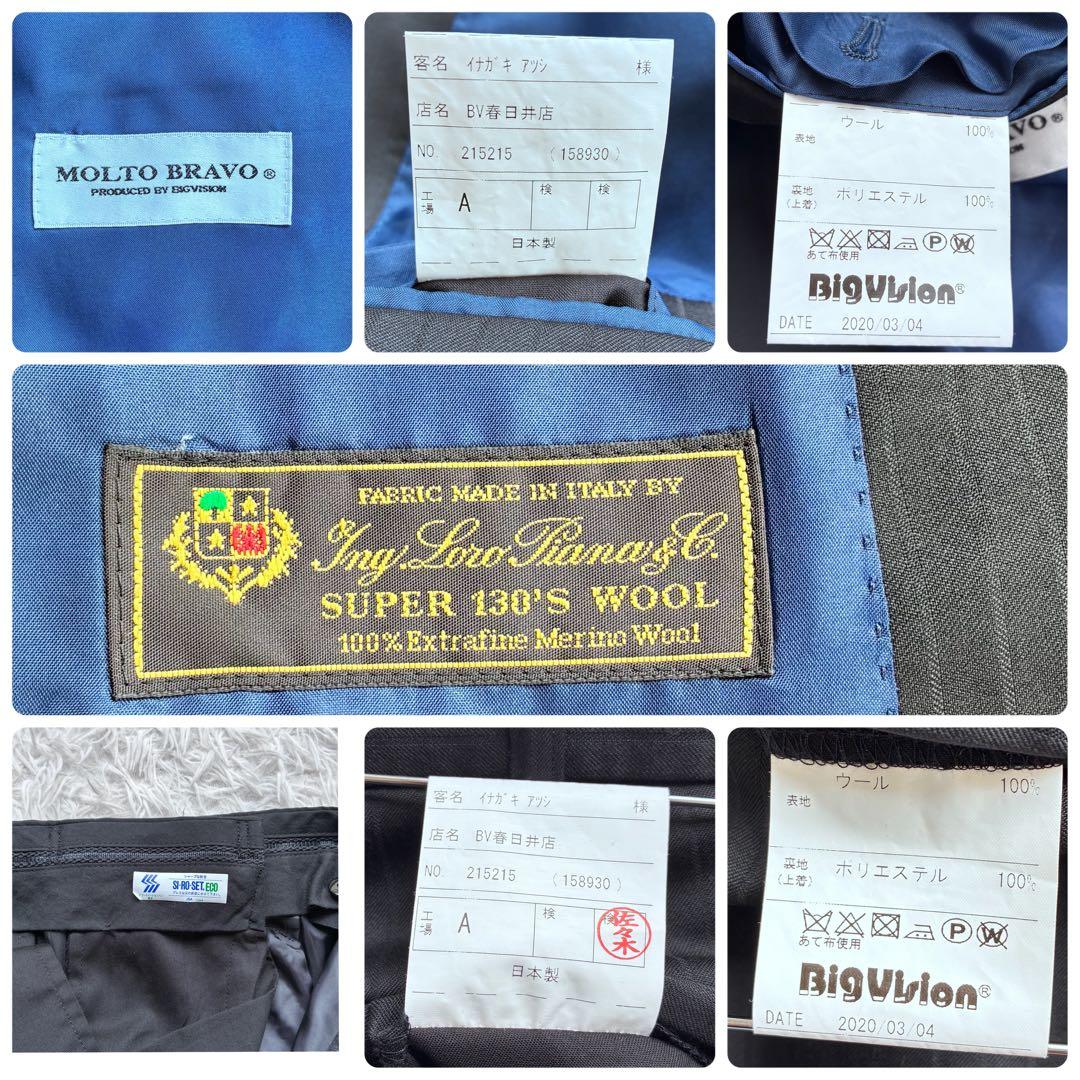 MOLTO BRAVO®
PRODUCED BY BIGVISION
客名 ｲﾅｶﾞｷ ｱﾂｼ 様
店名 BV春日井店
NO. 215215 (158930)
工場 A 検 検
日本製
AVO®
表地 ウール 100%
裏地(上着) ポリエステル 100%
あて布使用
BigVision®
DATE 2020/03/04
FABRIC MADE IN ITALY BY
Ing. Loro Piana & C.
SUPER 130'S WOOL
100% Extrafine Merino Wool
SI-RO-SET.ECO
客名 ｲﾅｶﾞｷ ｱﾂｼ 様
店名 BV春日井店
NO. 215215 (158930)
工場 A 検 佐々木
日本製
表地 ウール 100%
裏地(上着) ポリエステル 100%
あて布使用
BigVision®
DATE 2020/03/04